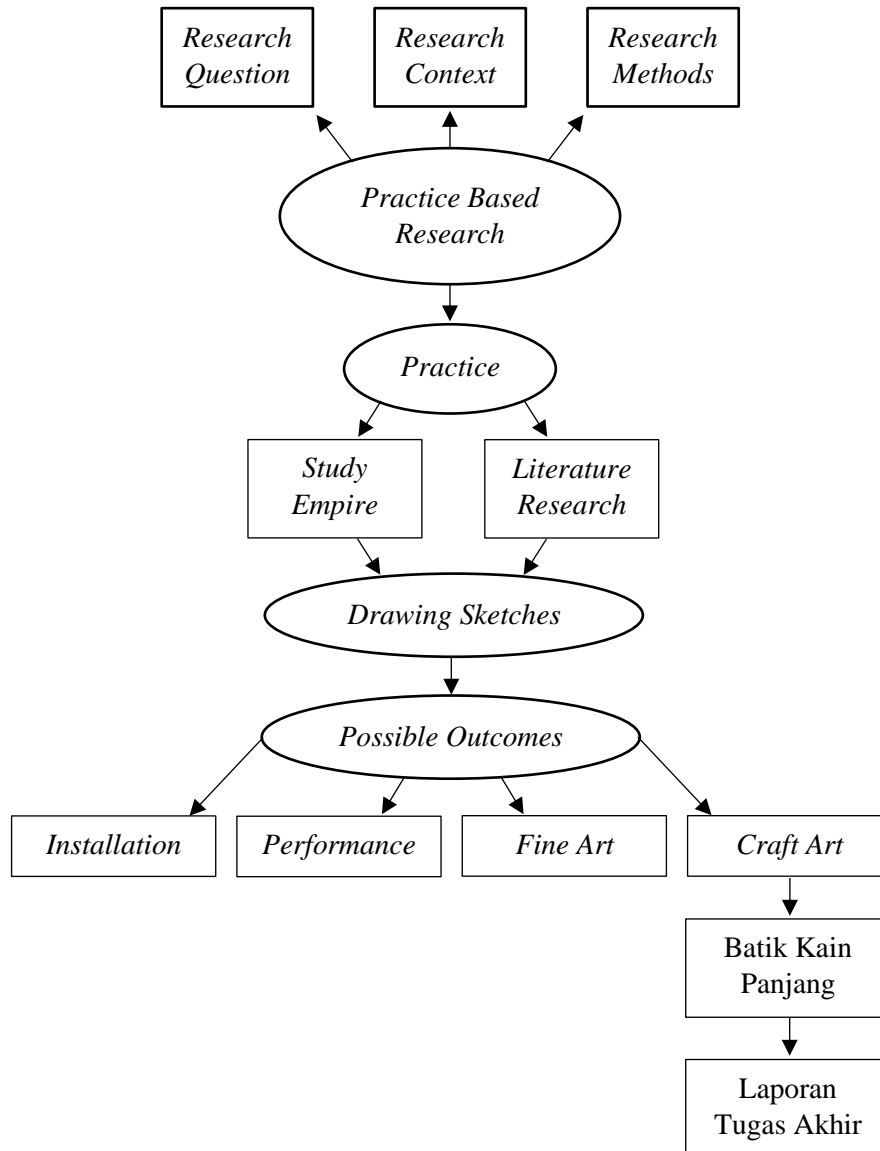 Research
Question
Research
Context
Research
Methods
Practice Based
Research
Practice
Study
Empire
Literature
Research
Drawing Sketches
Possible Outcomes
Installation
Performance
Fine Art
Craft Art
Batik Kain
Panjang
Laporan
Tugas Akhir